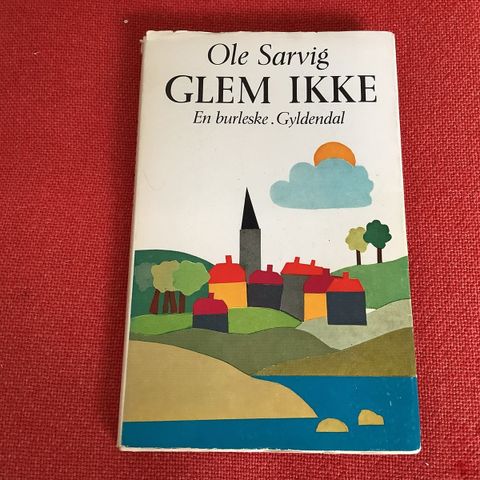 Ole Sarvig
GLEM IKKE
En burleske. Gyldendal